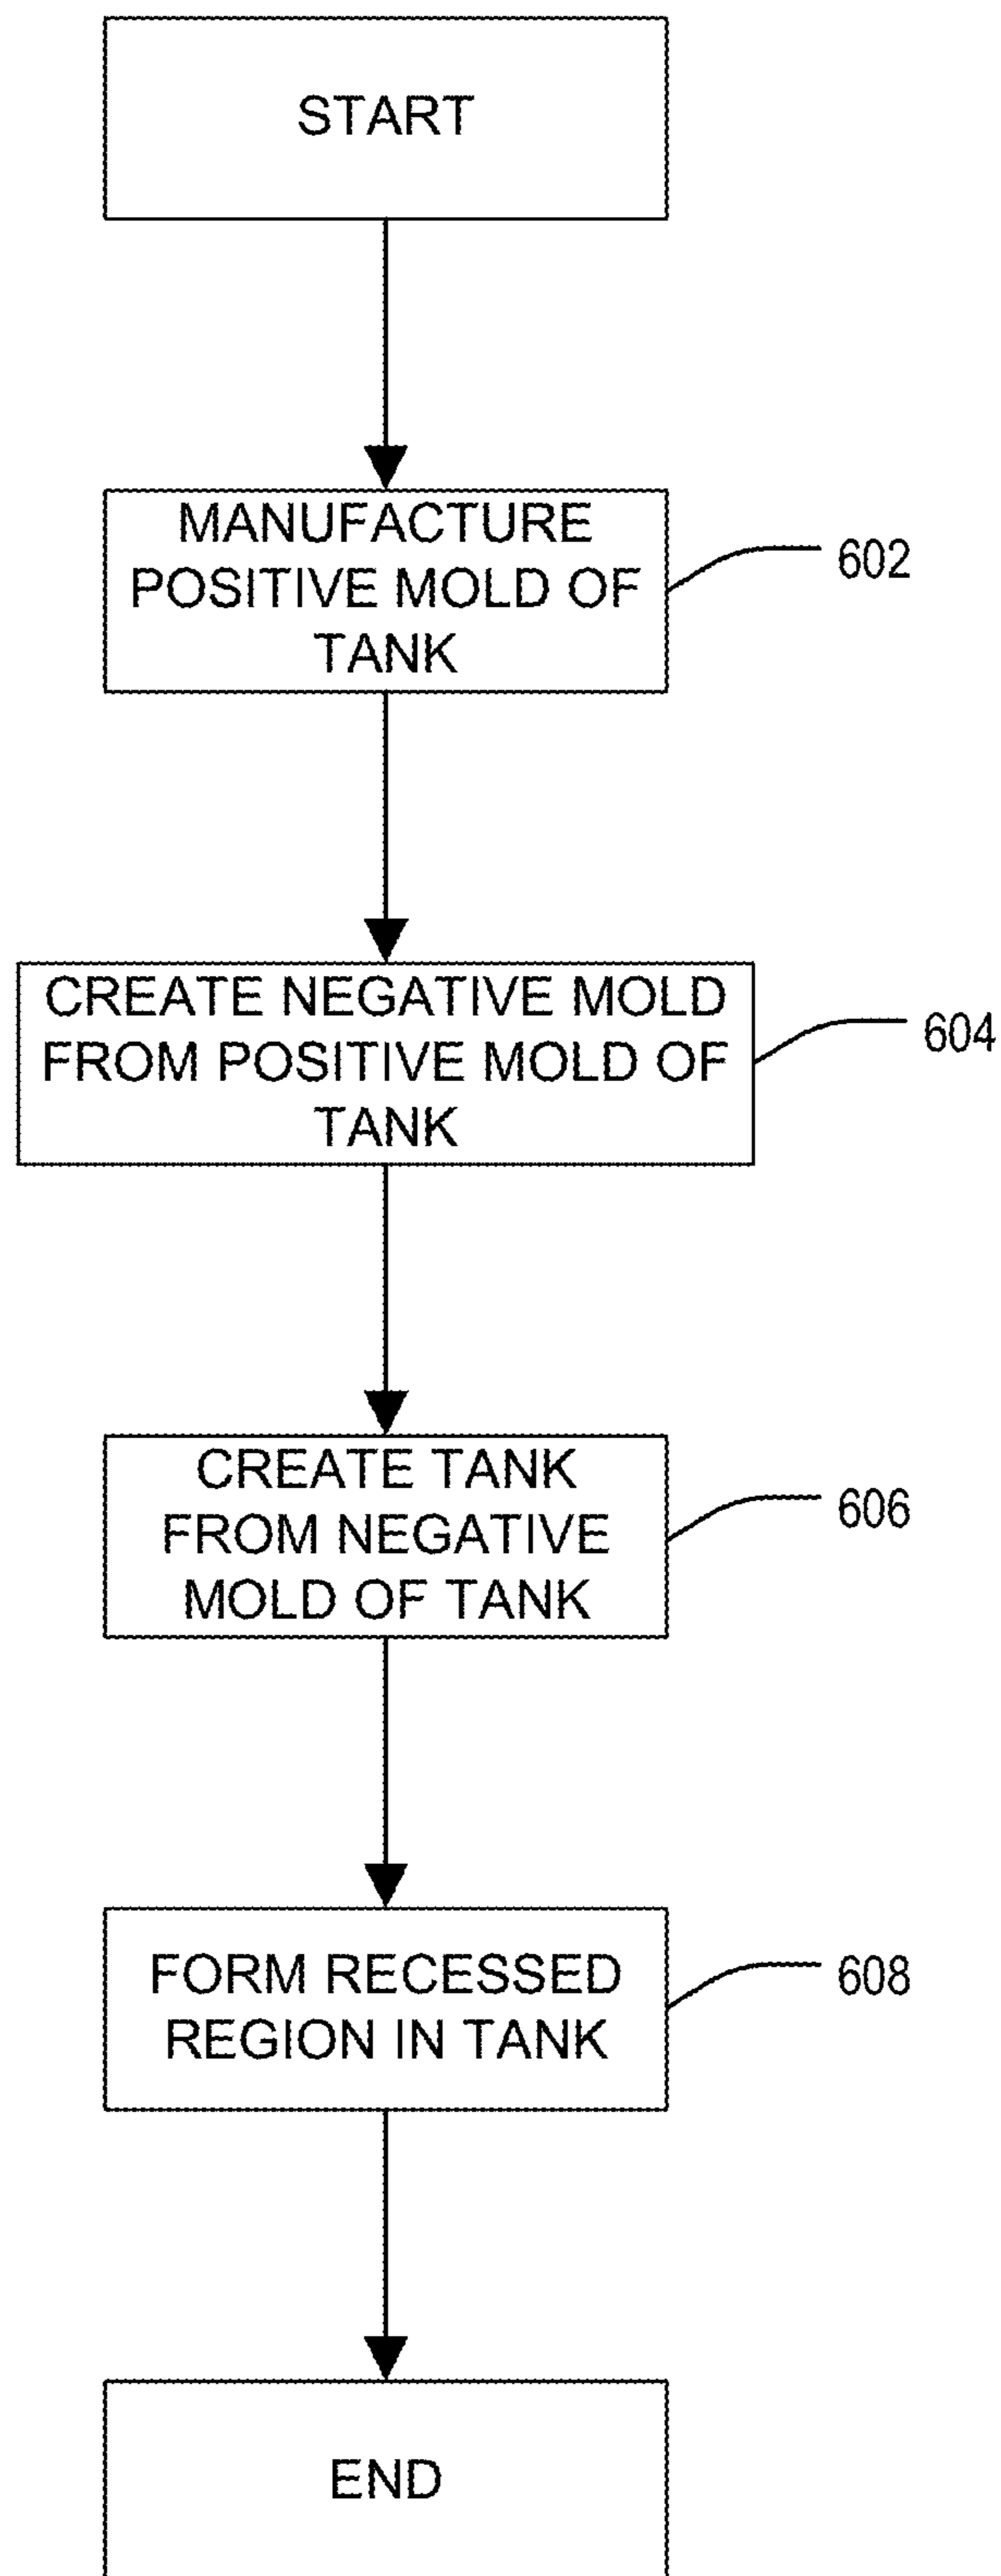 START
MANUFACTURE
POSITIVE MOLD OF
TANK
602
CREATE NEGATIVE MOLD
FROM POSITIVE MOLD OF
TANK
604
CREATE TANK
FROM NEGATIVE
MOLD OF TANK
606
FORM RECESSED
REGION IN TANK
608
END